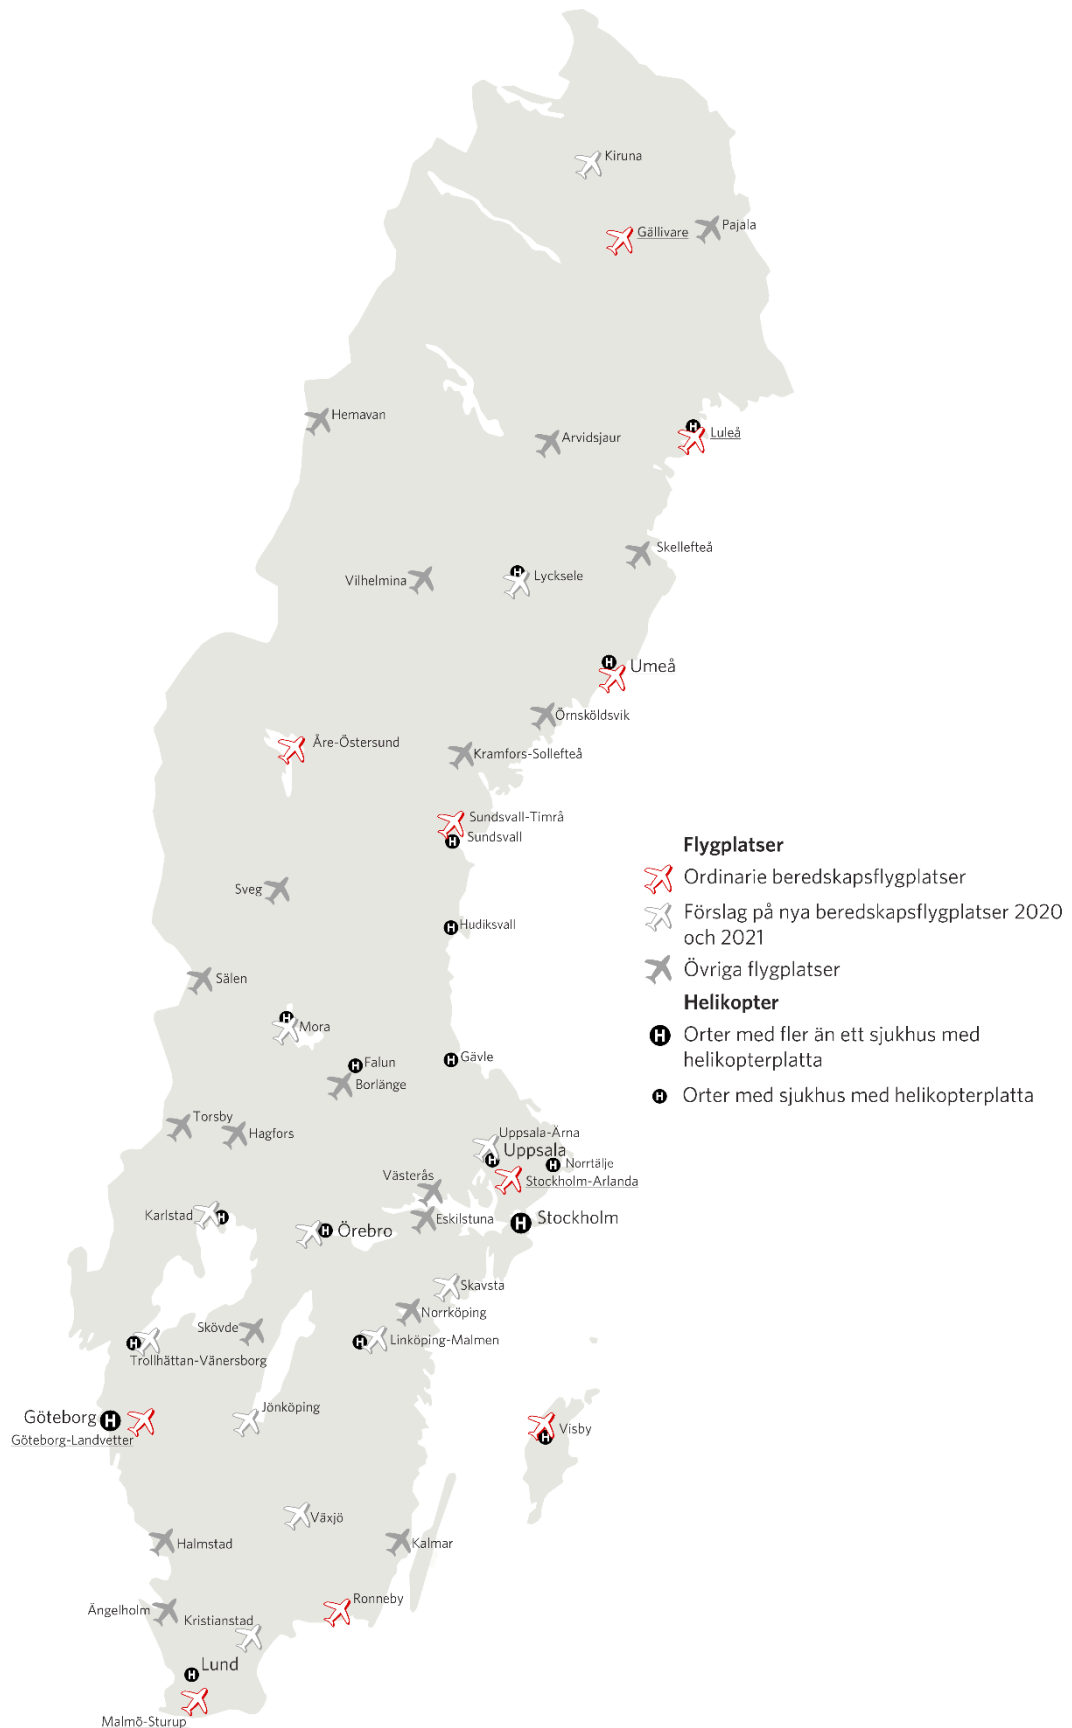 Kiruna
Pajala
Gällivare
Hemavan
Arvidsjaur
H
Luleå
Skellefteå
H
Lycksele
Vilhelmina
H
Umeå
Örnsköldsvik
Åre-Östersund
Kramfors-Sollefteå
Sundsvall-Timrå
H Sundsvall
Flygplatser
Ordinarie beredskapsflygplatser
Förslag på nya beredskapsflygplatser 2020
och 2021
Övriga flygplatser
Helikopter
H Orter med fler än ett sjukhus med
helikopterplatta
H Orter med sjukhus med helikopterplatta
Sveg
H Hudiksvall
Sälen
H
Mora
H Falun
H Gävle
Borlänge
Torsby
Hagfors
Uppsala-Ärna
H Uppsala
H Norrtälje
Västerås
Stockholm-Arlanda
Karlstad H
H Örebro
Eskilstuna
H Stockholm
Skavsta
Norrköping
Skövde
H Linköping-Malmen
H
Trollhättan-Vänersborg
Jönköping
Göteborg H
Göteborg-Landvetter
Visby
H
Växjö
Halmstad
Kalmar
Ronneby
Ängelholm
Kristianstad
H Lund
Malmö-Sturup